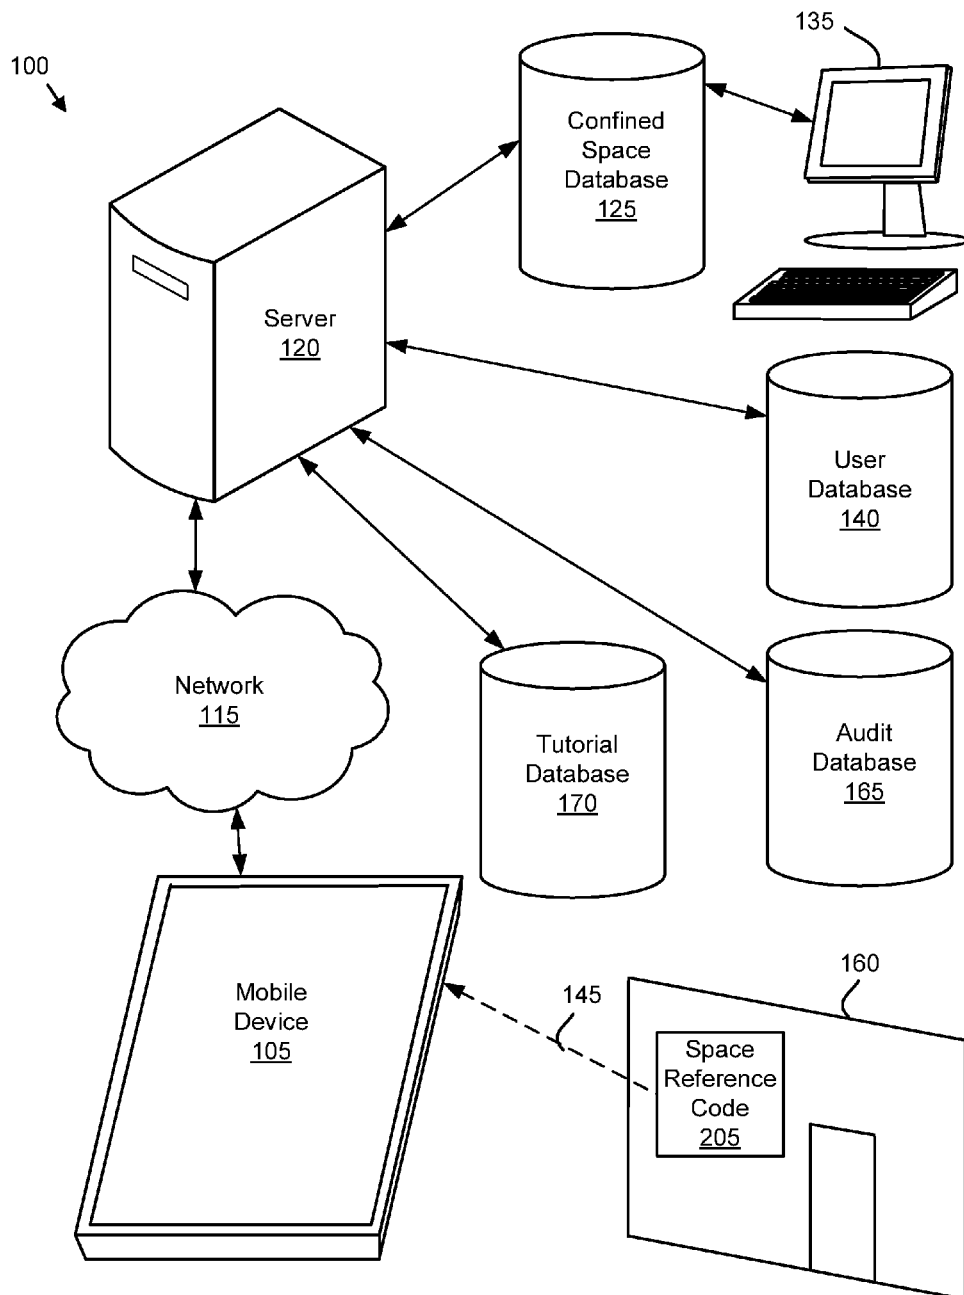 135
100
Confined
Space
Database
125
Server
120
User
Database
140
Network
115
Tutorial
Database
170
Audit
Database
165
Mobile
Device
105
145
160
Space
Reference
Code
205